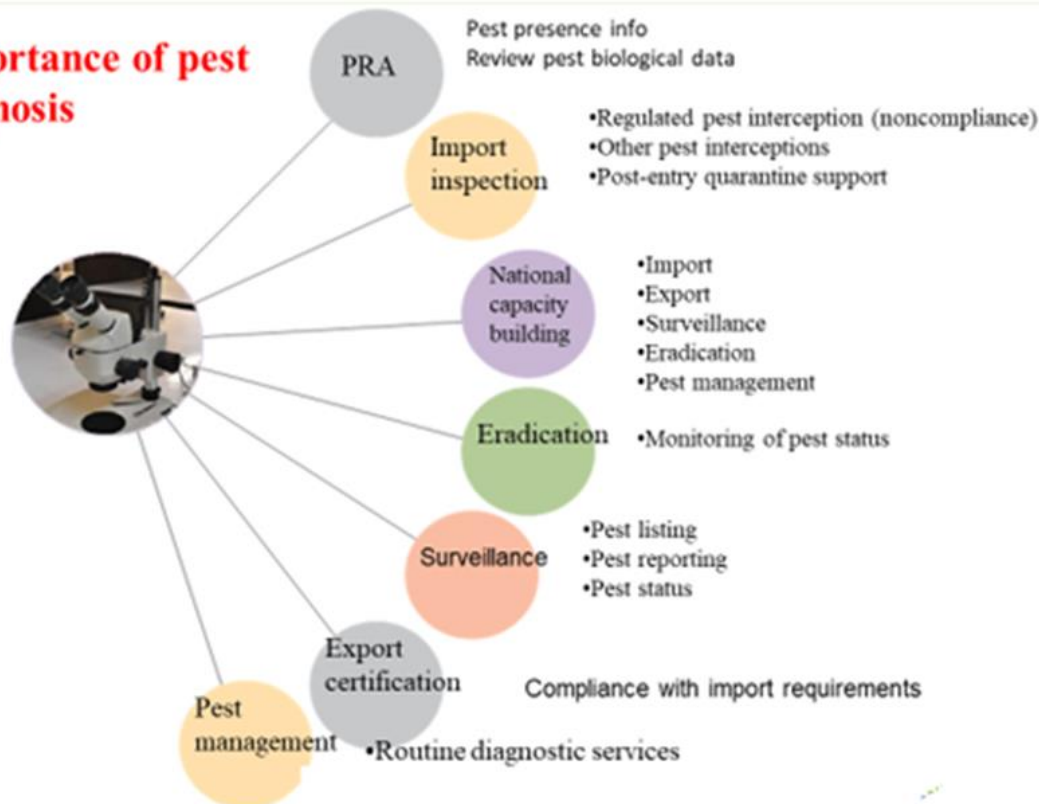 ortance of pest
nosis
PRA
Pest presence info
Review pest biological data
Import
inspection
•Regulated pest interception (noncompliance)
•Other pest interceptions
•Post-entry quarantine support
National
capacity
building
•Import
•Export
•Surveillance
•Eradication
•Pest management
Eradication
•Monitoring of pest status
Surveillance
•Pest listing
•Pest reporting
•Pest status
Export
certification
Compliance with import requirements
Pest
management
•Routine diagnostic services